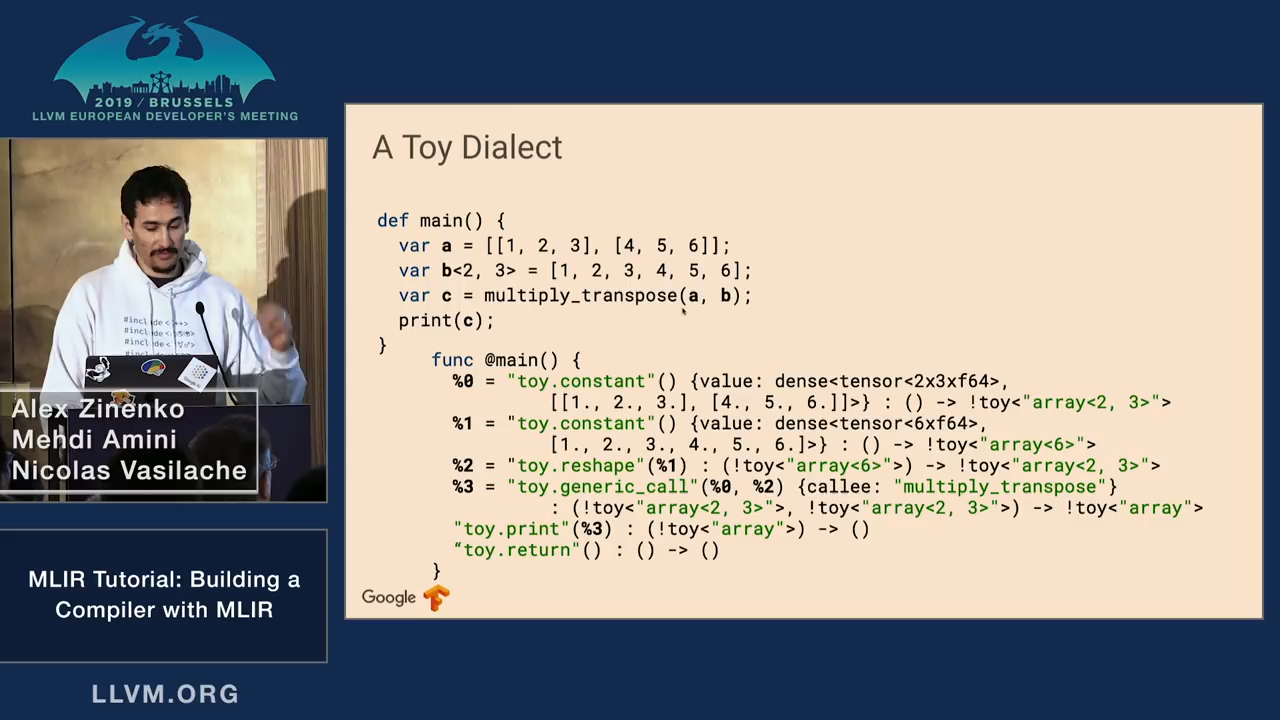 2019 / BRUSSELS
LLVM EUROPEAN DEVELOPER'S MEETING
#include <++>
#include <
#include <
#include
Alex Zinenko
Mehdi Amini
Nicolas Vasilache
MLIR Tutorial: Building a
Compiler with MLIR
LLVM.ORG
A Toy Dialect
def main() {
var a = [[1, 2, 3], [4, 5, 6]];
var b<2, 3> = [1, 2, 3, 4, 5, 6];
var c = multiply_transpose(a, b);
print(c);
}
func @main() {
%0 = "toy.constant"() {value: dense<tensor<2x3xf64>,
[[1., 2., 3.], [4., 5., 6.]]>} : () -> !toy<"array<2, 3>">
%1 = "toy.constant"() {value: dense<tensor<6xf64>,
[1., 2., 3., 4., 5., 6.]>} : () -> !toy<"array<6>">
%2 = "toy.reshape"(%1) : (!toy<"array<6>">) -> !toy<"array<2, 3>">
%3 = "toy.generic_call"(%0, %2) {callee: "multiply_transpose"}
: (!toy<"array<2, 3>">, !toy<"array<2, 3>">) -> !toy<"array">
"toy.print"(%3) : (!toy<"array">) -> ()
“toy.return"() : () -> ()
}
Google